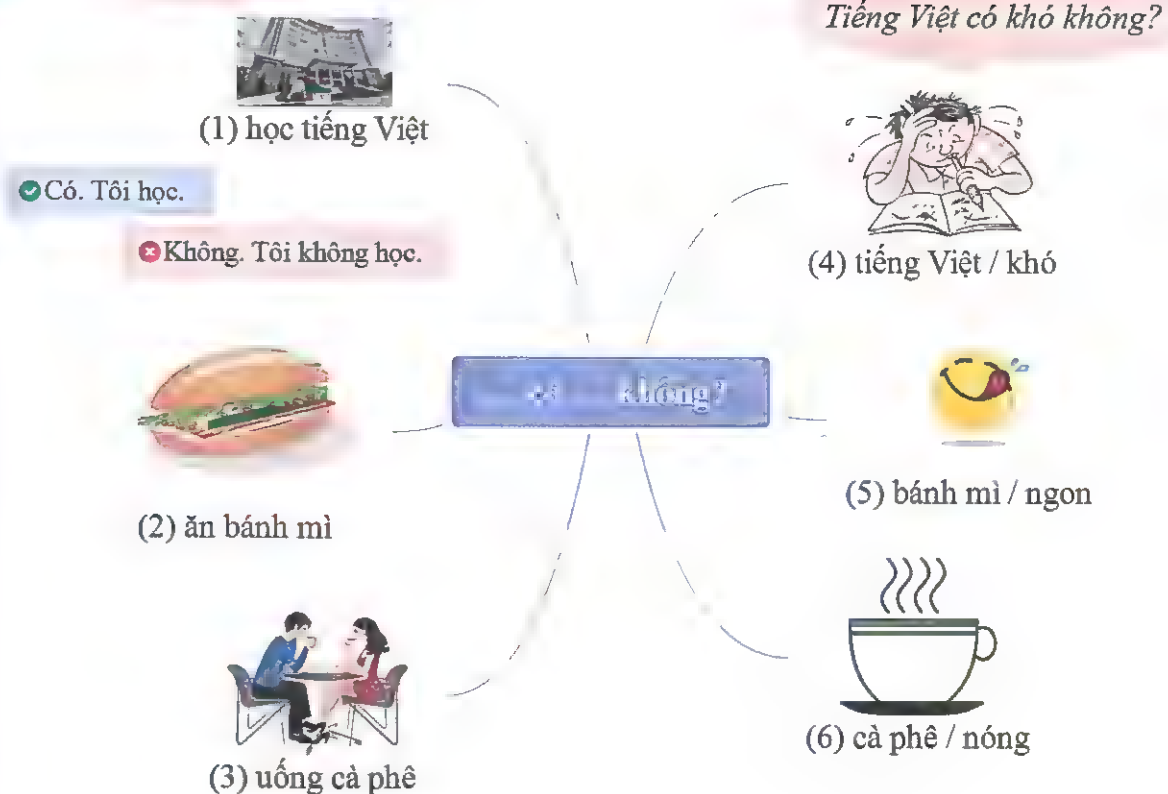 Tiếng Việt có khó không?
(1) học tiếng Việt
Có. Tôi học.
Không. Tôi không học.
(4) tiếng Việt / khó
không?
(2) ăn bánh mì
(5) bánh mì / ngon
(3) uống cà phê
(6) cà phê / nóng